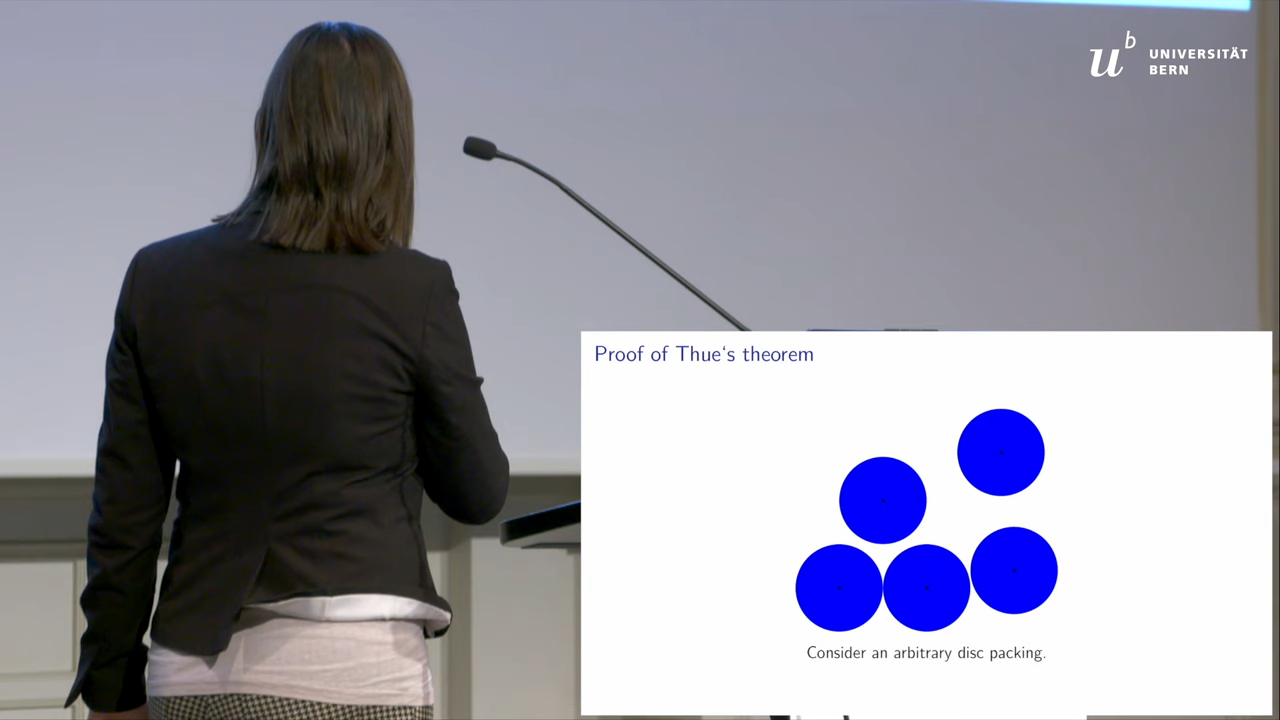 u^b UNIVERSITÄT
BERN
Proof of Thue‘s theorem
Consider an arbitrary disc packing.